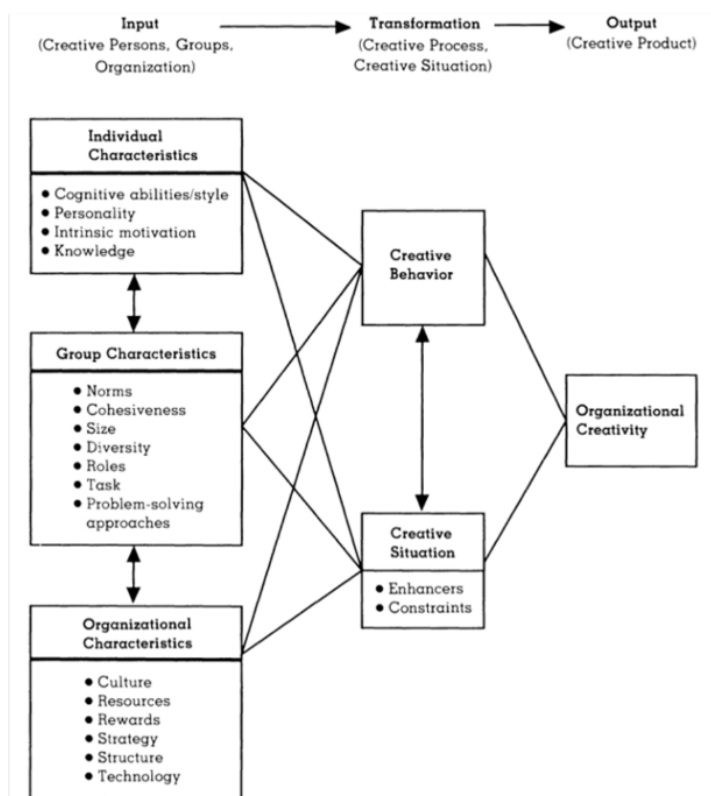 Input
(Creative Persons, Groups,
Organization)
Transformation
(Creative Process,
Creative Situation)
Output
(Creative Product)
Individual
Characteristics
● Cognitive abilities/style
● Personality
● Intrinsic motivation
● Knowledge
Group Characteristics
● Norms
● Cohesiveness
● Size
● Diversity
● Roles
● Task
● Problem-solving
approaches
Organizational
Characteristics
● Culture
● Resources
● Rewards
● Strategy
● Structure
● Technology
Creative
Behavior
Creative
Situation
● Enhancers
● Constraints
Organizational
Creativity